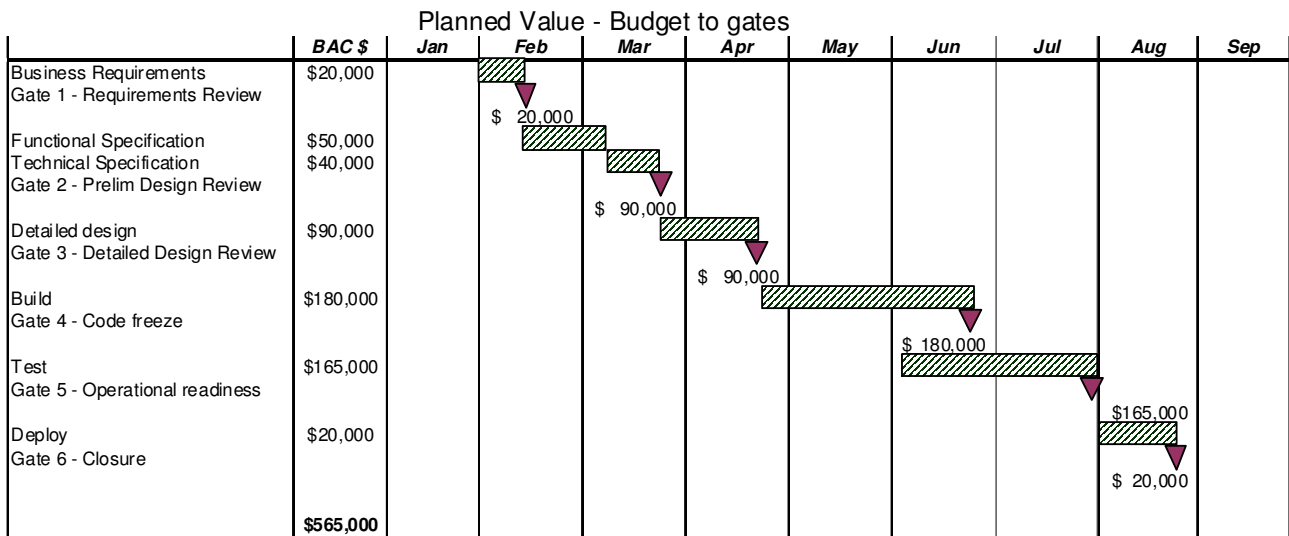 Planned Value - Budget to gates
BAC $ Jan Feb Mar Apr May Jun Jul Aug Sep
Business Requirements $20,000
Gate 1 - Requirements Review
$ 20,000
Functional Specification $50,000
Technical Specification $40,000
Gate 2 - Prelim Design Review
$ 90,000
Detailed design $90,000
Gate 3 - Detailed Design Review
$ 90,000
Build $180,000
Gate 4 - Code freeze
$ 180,000
Test $165,000
Gate 5 - Operational readiness
$165,000
Deploy $20,000
Gate 6 - Closure
$ 20,000
$565,000